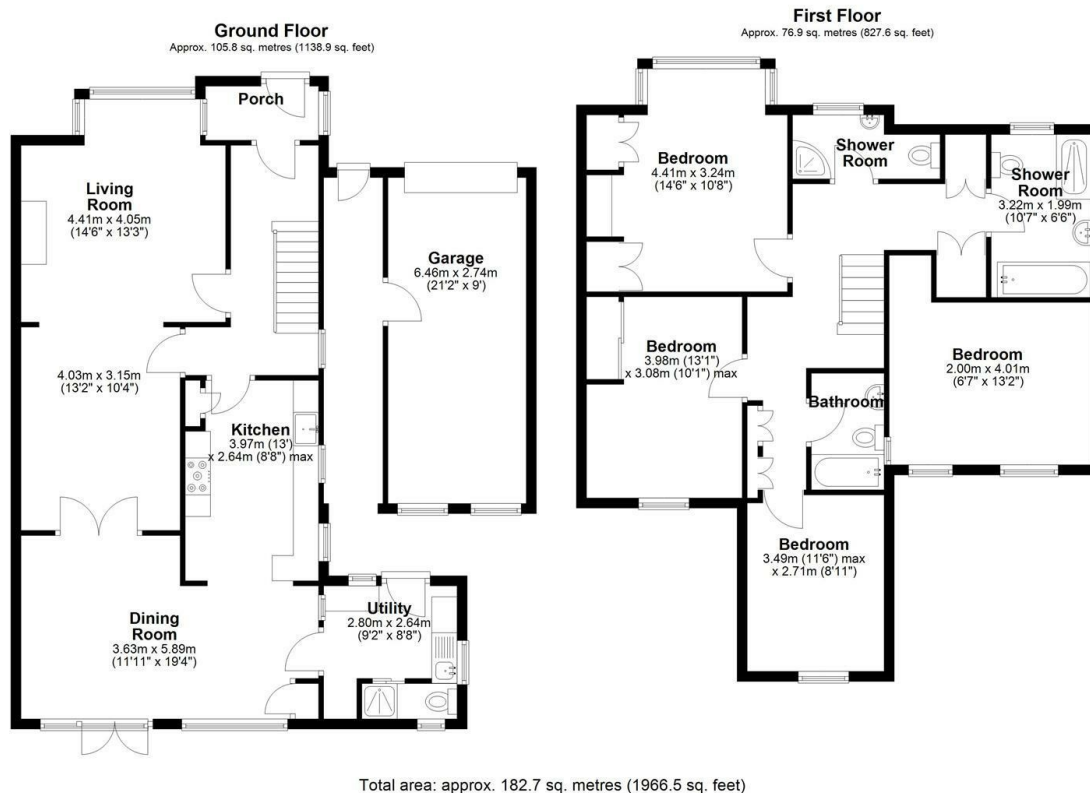 Ground Floor
Approx. 105.8 sq. metres (1138.9 sq. feet)
Porch
Living
Room
4.41m x 4.05m
(14'6" x 13'3")
Garage
6.46m x 2.74m
(21'2" x 9')
4.03m x 3.15m
(13'2" x 10'4")
Kitchen
3.97m (13')
x 2.64m (8'8") max
Dining
Room
3.63m x 5.89m
(11'11" x 19'4")
Utility
2.80m x 2.64m
(9'2" x 8'8")
First Floor
Approx. 76.9 sq. metres (827.6 sq. feet)
Bedroom
4.41m x 3.24m
(14'6" x 10'8")
Shower
Room
Shower
Room
3.22m x 1.99m
(10'7" x 6'6")
Bedroom
3.98m (13'1")
x 3.08m (10'1") max
Bedroom
2.00m x 4.01m
(6'7" x 13'2")
Bathroom
Bedroom
3.49m (11'6") max
x 2.71m (8'11")
Total area: approx. 182.7 sq. metres (1966.5 sq. feet)